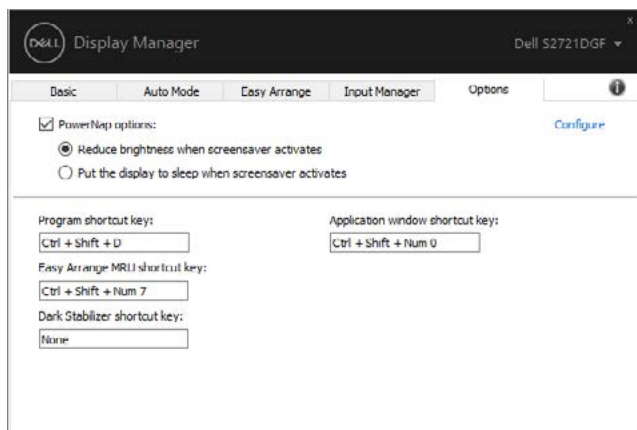 x
DELL Display Manager
Dell S2721DGF
Basic Auto Mode Easy Arrange Input Manager Options
PowerNap options:
Configure
Reduce brightness when screensaver activates
Put the display to sleep when screensaver activates
Program shortcut key:
Application window shortcut key:
Ctrl + Shift + D
Ctrl + Shift + Num 0
Easy Arrange MRU shortcut key:
Ctrl + Shift + Num 7
Dark Stabilizer shortcut key:
None